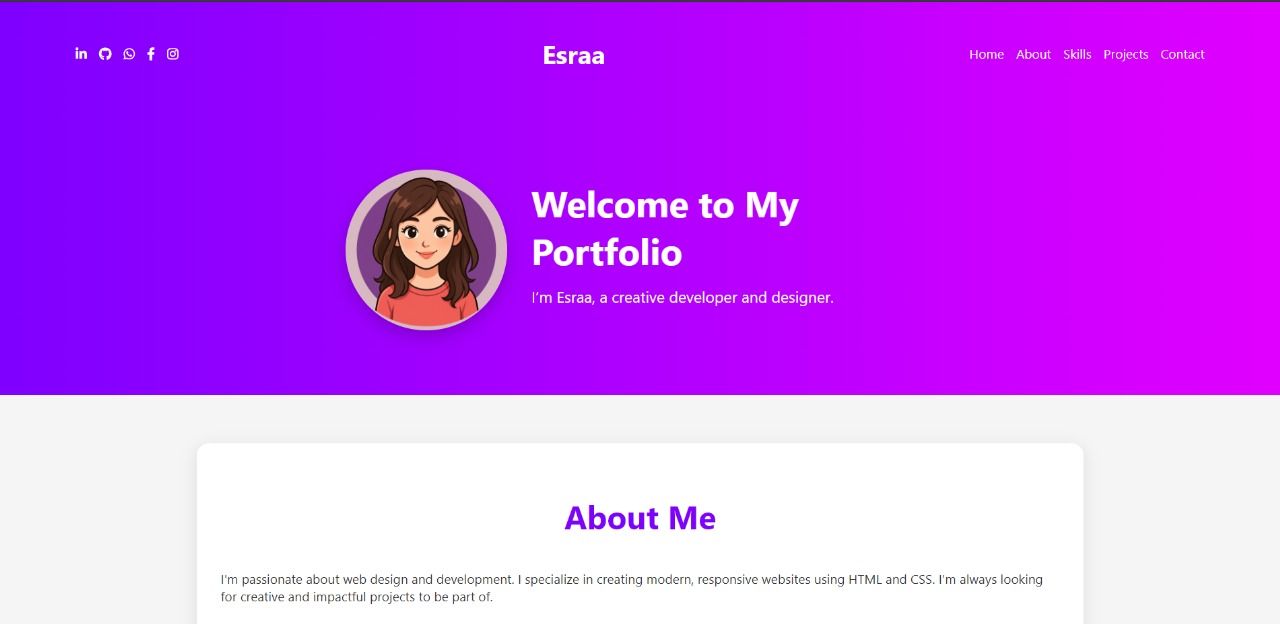 Esraa
Home About Skills Projects Contact
Welcome to My
Portfolio
I’m Esraa, a creative developer and designer.
About Me
I'm passionate about web design and development. I specialize in creating modern, responsive websites using HTML and CSS. I'm always looking
for creative and impactful projects to be part of.